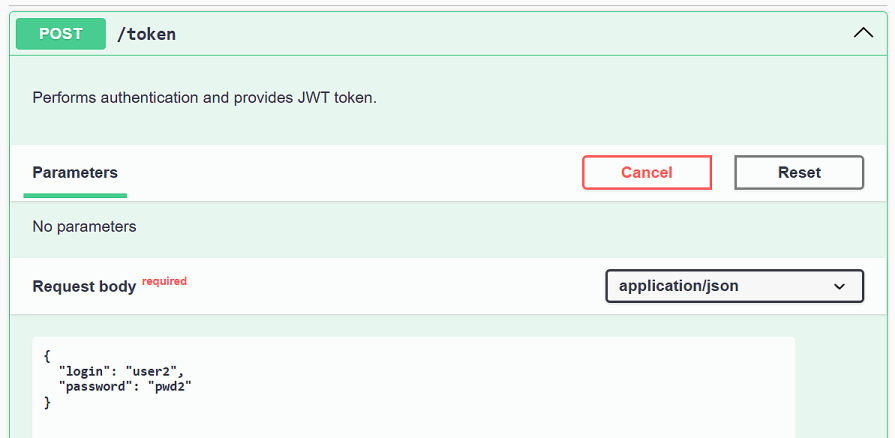 POST /token
Performs authentication and provides JWT token.
Parameters Cancel Reset
No parameters
Request body required application/json
{
"login": "user2",
"password": "pwd2"
}